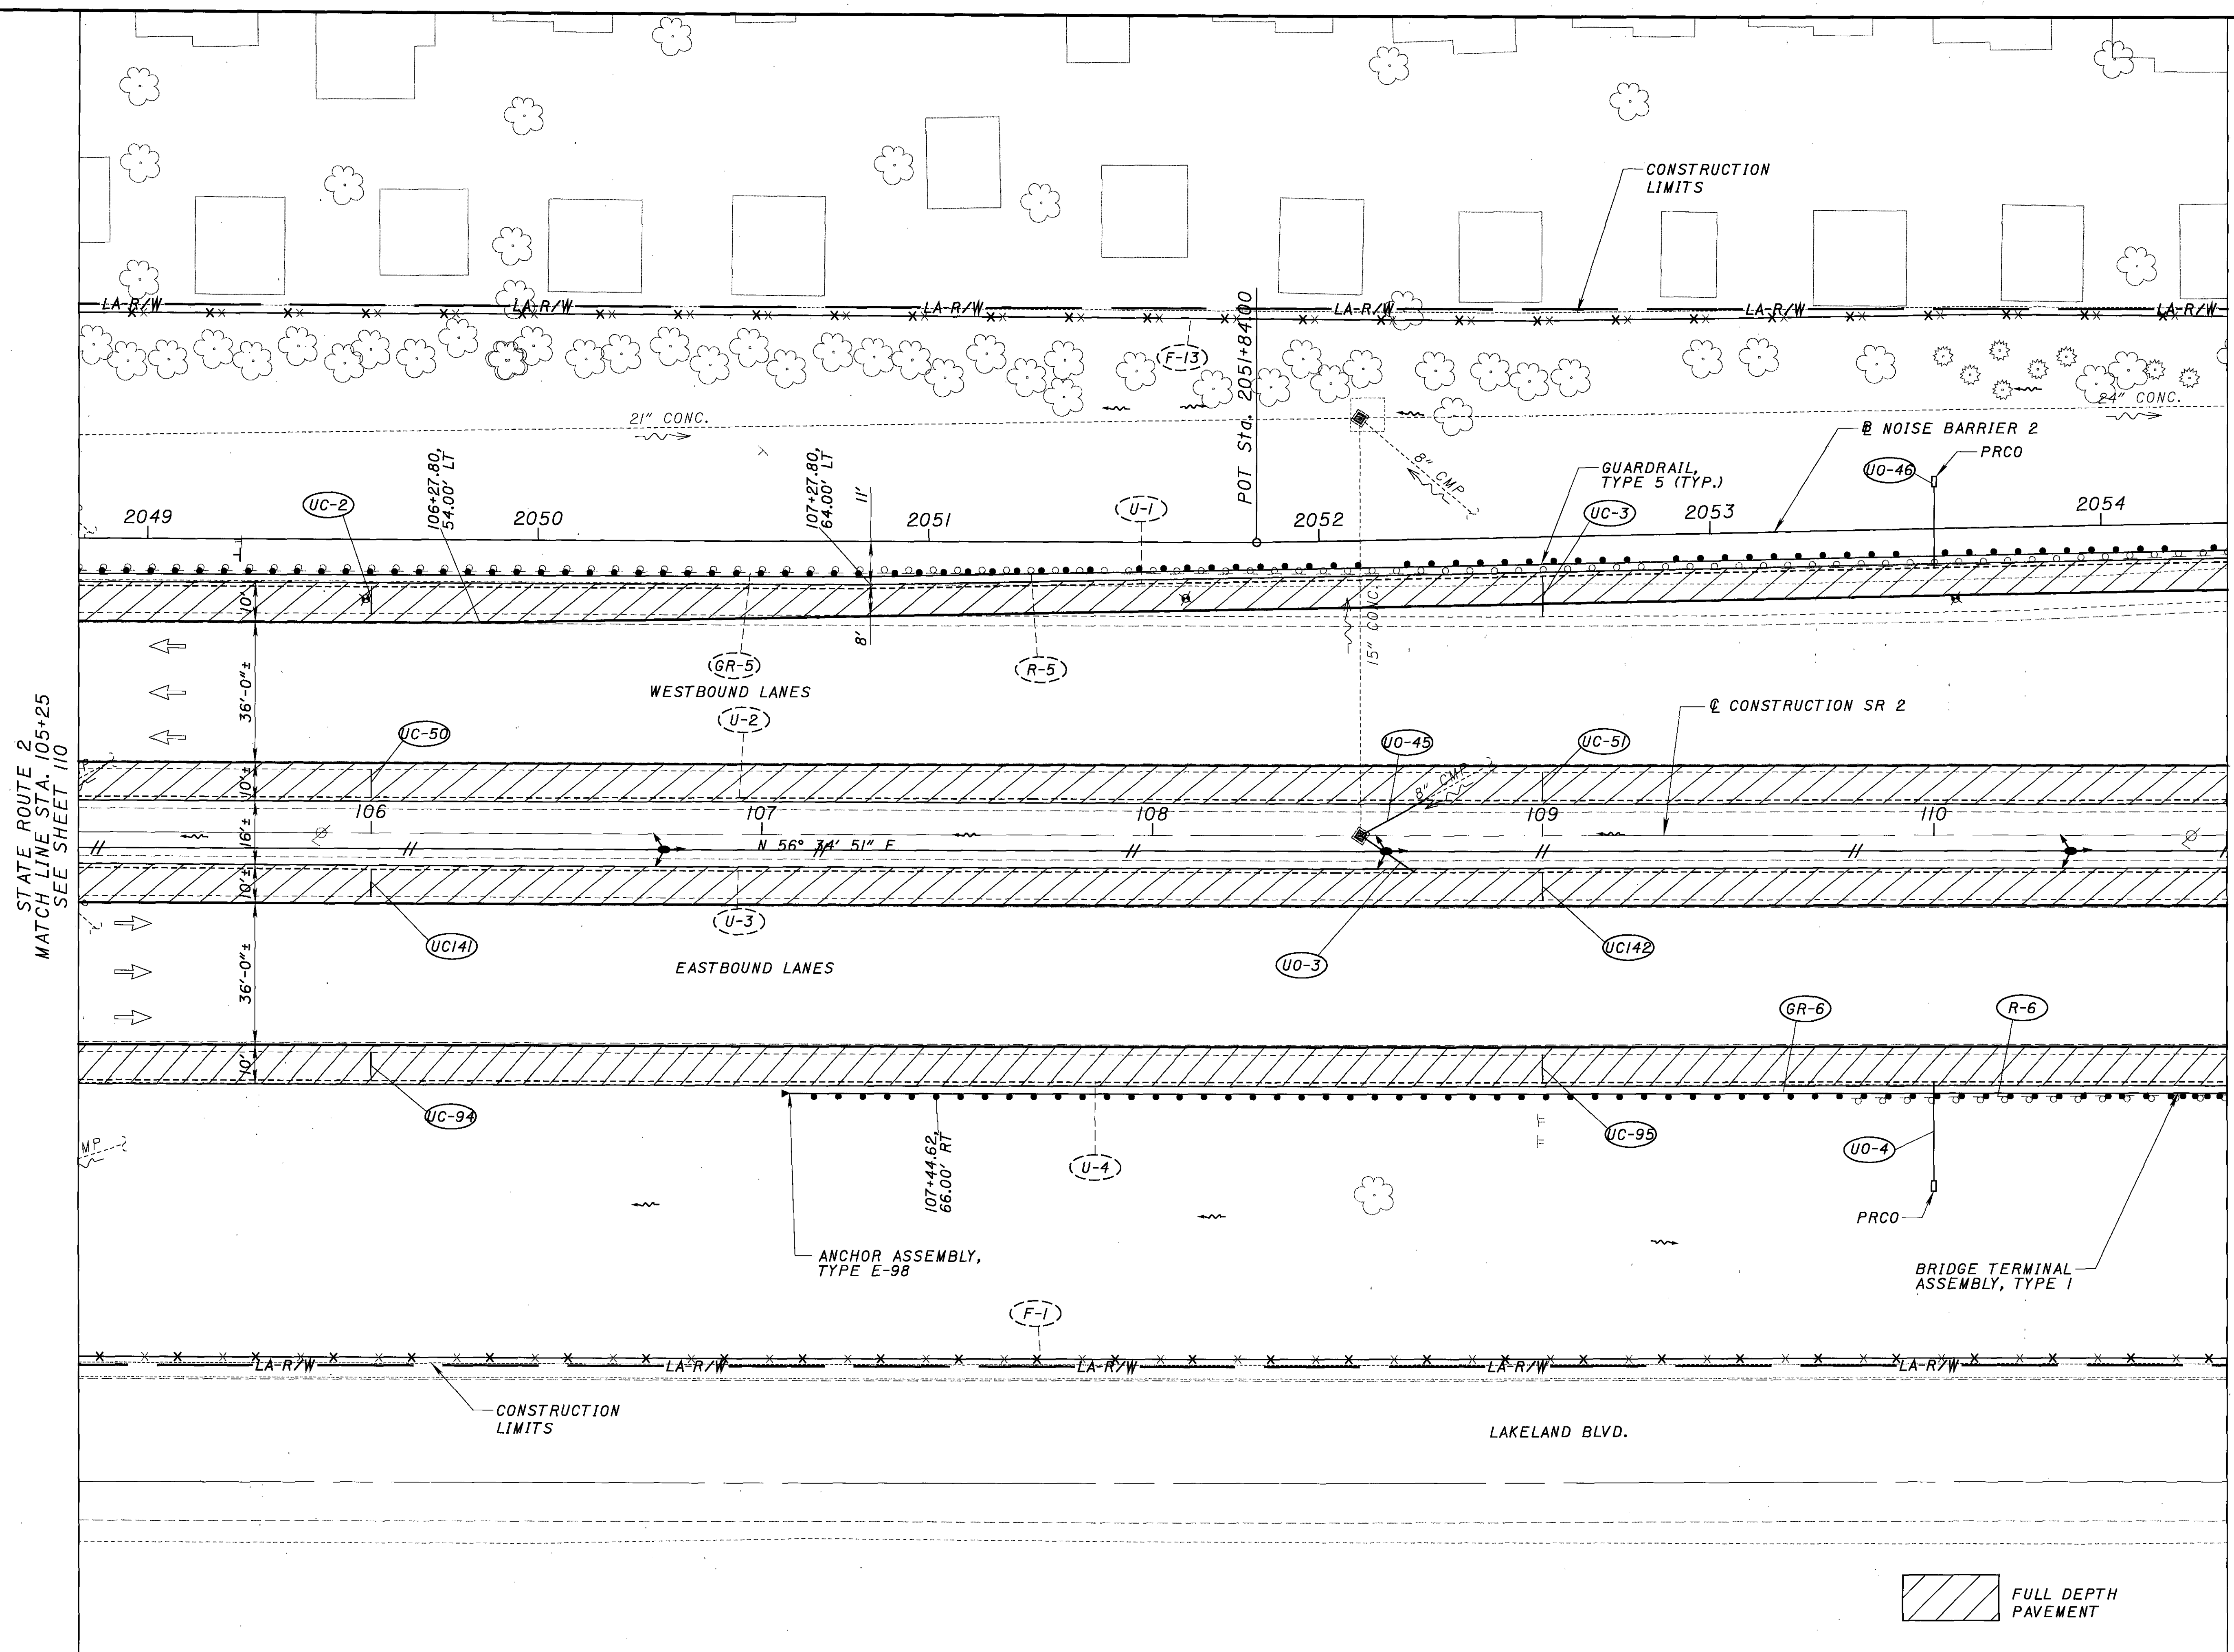 CONSTRUCTION
LIMITS
LA-R/W LA-R/W LA-R/W LA-R/W LA-R/W LA-R/W
F-13
POT Sta. 2051+84.00
21" CONC.
24" CONC.
8" CMP
℄ NOISE BARRIER 2
PRCO
UO-46
GUARDRAIL,
TYPE 5 (TYP.)
UC-2
106+27.80,
54.00' LT
107+27.80,
64.00' LT
11'
U-1
UC-3
2049 2050 2051 2052 2053 2054
10'
8'
15" CONC.
GR-5
R-5
WESTBOUND LANES
36'-0"±
U-2
℄ CONSTRUCTION SR 2
UC-50
UO-45
UC-51
8" CMP
10'±
106 107 108 109 110
16'±
N 56° 34' 51" E
10'±
STATE ROUTE 2
MATCH LINE STA. 105+25
SEE SHEET 110
U-3
UC141
UO-3
UC142
EASTBOUND LANES
36'-0"±
GR-6
R-6
10'
UC-94
UC-95
UO-4
MP
107+44.62,
66.00' RT
U-4
PRCO
ANCHOR ASSEMBLY,
TYPE E-98
BRIDGE TERMINAL
ASSEMBLY, TYPE 1
F-1
LA-R/W LA-R/W LA-R/W LA-R/W LA-R/W
CONSTRUCTION
LIMITS
LAKELAND BLVD.
FULL DEPTH
PAVEMENT